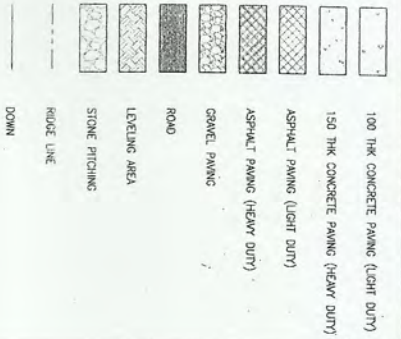 100 THK CONCRETE PAVING (LIGHT DUTY)
150 THK CONCRETE PAVING (HEAVY DUTY)
ASPHALT PAVING (LIGHT DUTY)
ASPHALT PAVING (HEAVY DUTY)
GRAVEL PAVING
ROAD
LEVELING AREA
STONE PITCHING
RIDGE LINE
DOWN